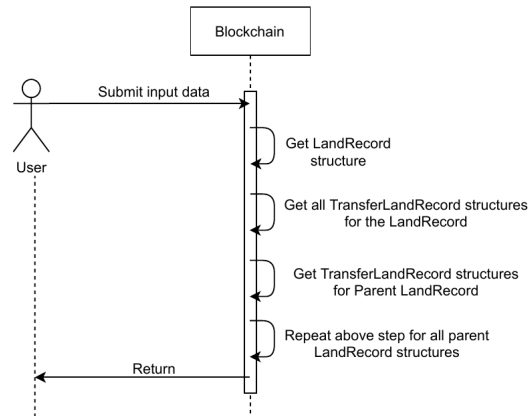 Blockchain
Submit input data
User
Get LandRecord
structure
Get all TransferLandRecord structures
for the LandRecord
Get TransferLandRecord structures
for Parent LandRecord
Repeat above step for all parent
LandRecord structures
Return